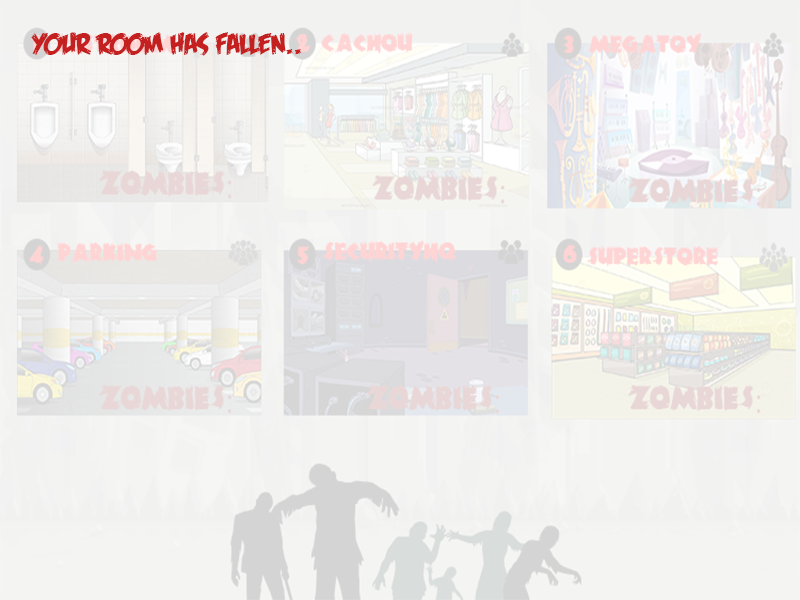 YOUR ROOM HAS FALLEN..
2 CACHOU
3 MEGATOY
ZOMBIES:
ZOMBIES:
ZOMBIES:
4 PARKING
5 SECURITYHQ
6 SUPERSTORE
ZOMBIES:
ZOMBIES:
ZOMBIES: